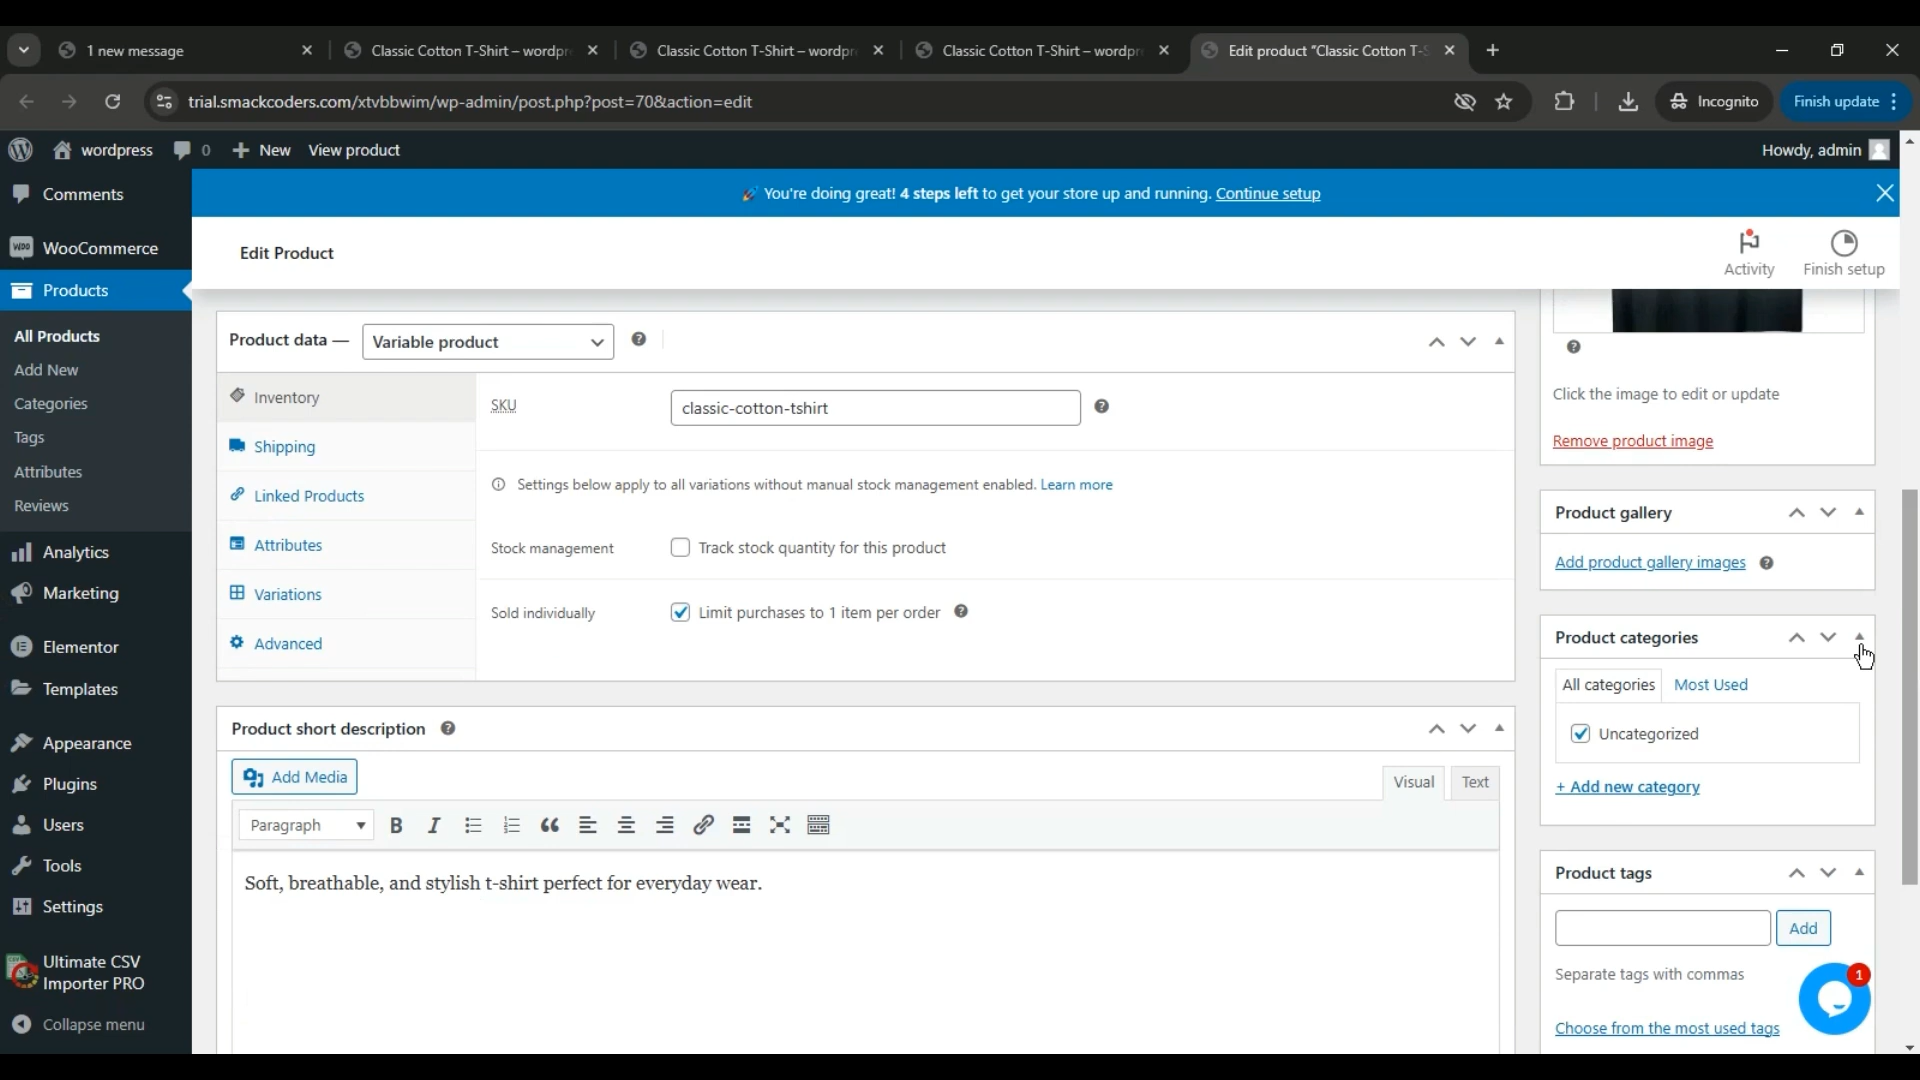 1 new message
Classic Cotton T-Shirt – wordpr
Classic Cotton T-Shirt – wordpr
Classic Cotton T-Shirt – wordpr
Edit product "Classic Cotton T-S
trial.smackcoders.com/xtvbbwim/wp-admin/post.php?post=70&action=edit
Incognito
Finish update
wordpress
0
New
View product
Howdy, admin
Comments
WooCommerce
Products
All Products
Add New
Categories
Tags
Attributes
Reviews
Analytics
Marketing
Elementor
Templates
Appearance
Plugins
Users
Tools
Settings
Ultimate CSV
Importer PRO
Collapse menu
You're doing great! 4 steps left to get your store up and running. Continue setup
Edit Product
Activity
Finish setup
Product data —
Variable product
Inventory
Shipping
Linked Products
Attributes
Variations
Advanced
SKU
classic-cotton-tshirt
Settings below apply to all variations without manual stock management enabled. Learn more
Stock management
Track stock quantity for this product
Sold individually
Limit purchases to 1 item per order
Product short description
Add Media
Visual
Text
Paragraph
Soft, breathable, and stylish t-shirt perfect for everyday wear.
Click the image to edit or update
Remove product image
Product gallery
Add product gallery images
Product categories
All categories
Most Used
Uncategorized
+ Add new category
Product tags
Add
Separate tags with commas
1
Choose from the most used tags